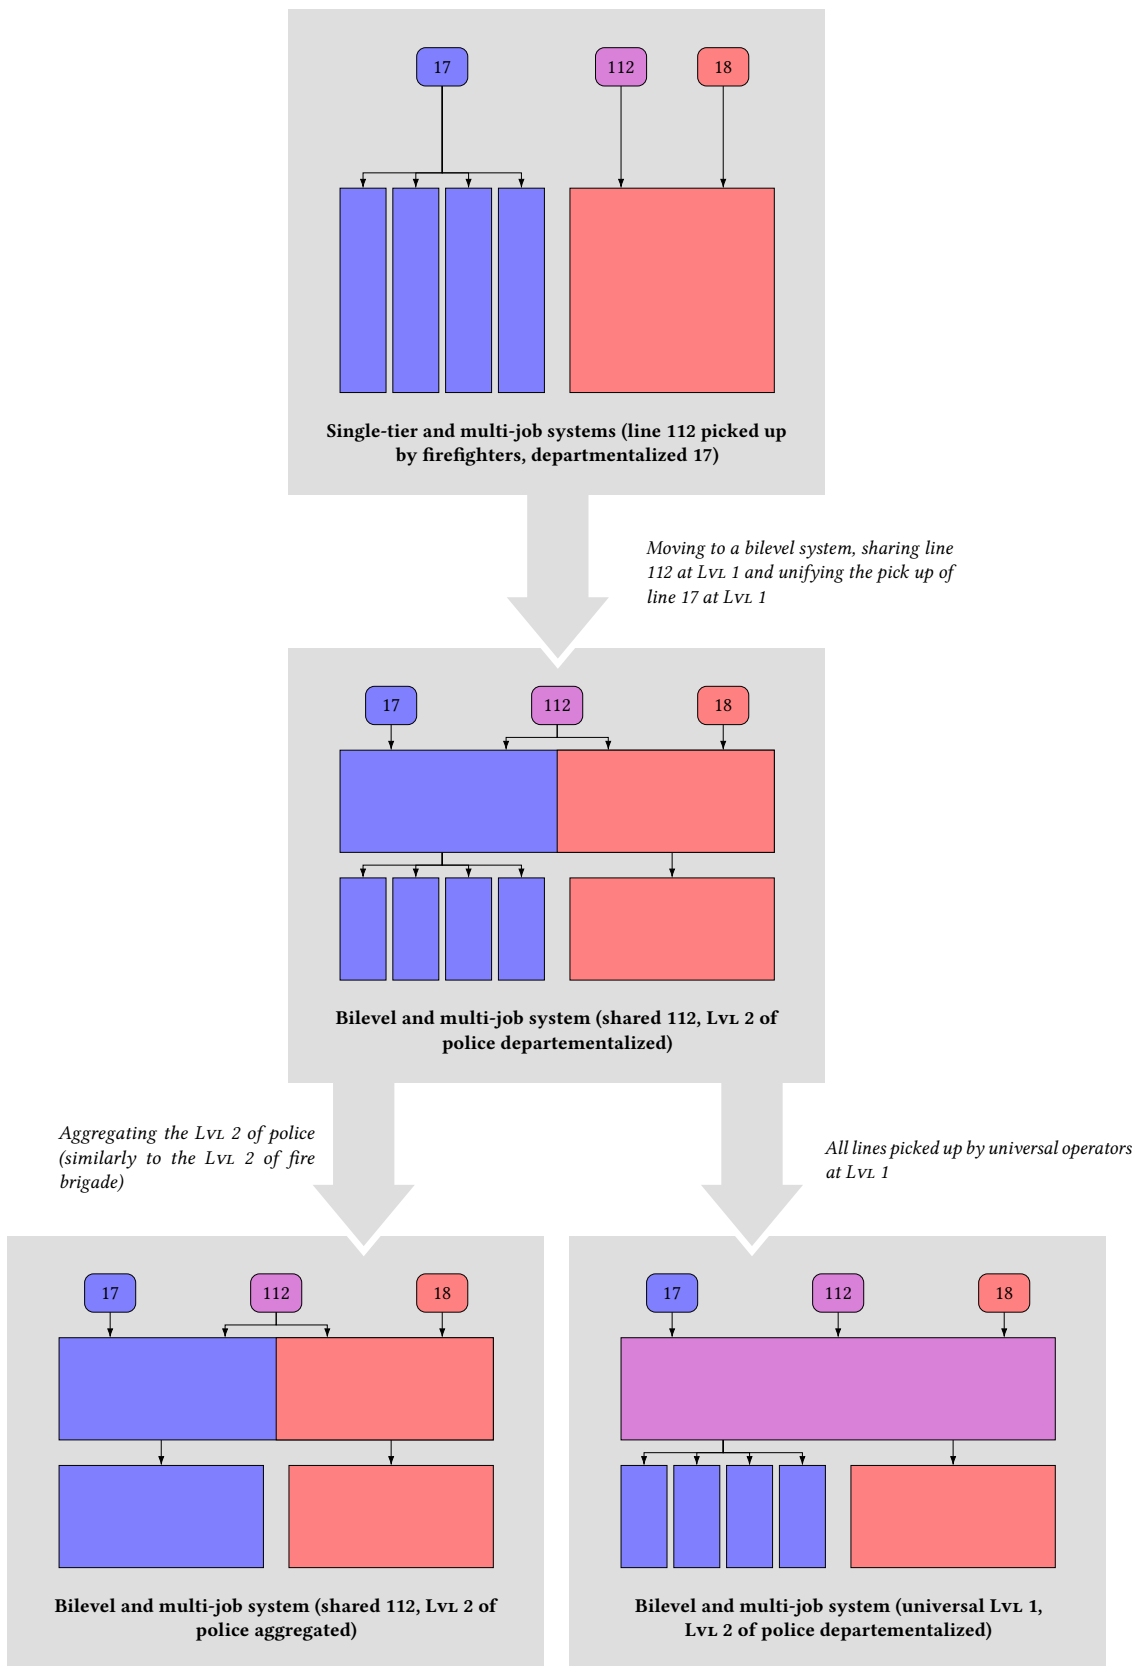 17
112
18
Single-tier and multi-job systems (line 112 picked up
by firefighters, departmentalized 17)
Moving to a bilevel system, sharing line
112 at Lvl 1 and unifying the pick up of
line 17 at Lvl 1
17
112
18
Bilevel and multi-job system (shared 112, Lvl 2 of
police departementalized)
Aggregating the Lvl 2 of police
(similarly to the Lvl 2 of fire
brigade)
All lines picked up by universal operators
at Lvl 1
17
112
18
Bilevel and multi-job system (shared 112, Lvl 2 of
police aggregated)
17
112
18
Bilevel and multi-job system (universal Lvl 1,
Lvl 2 of police departementalized)